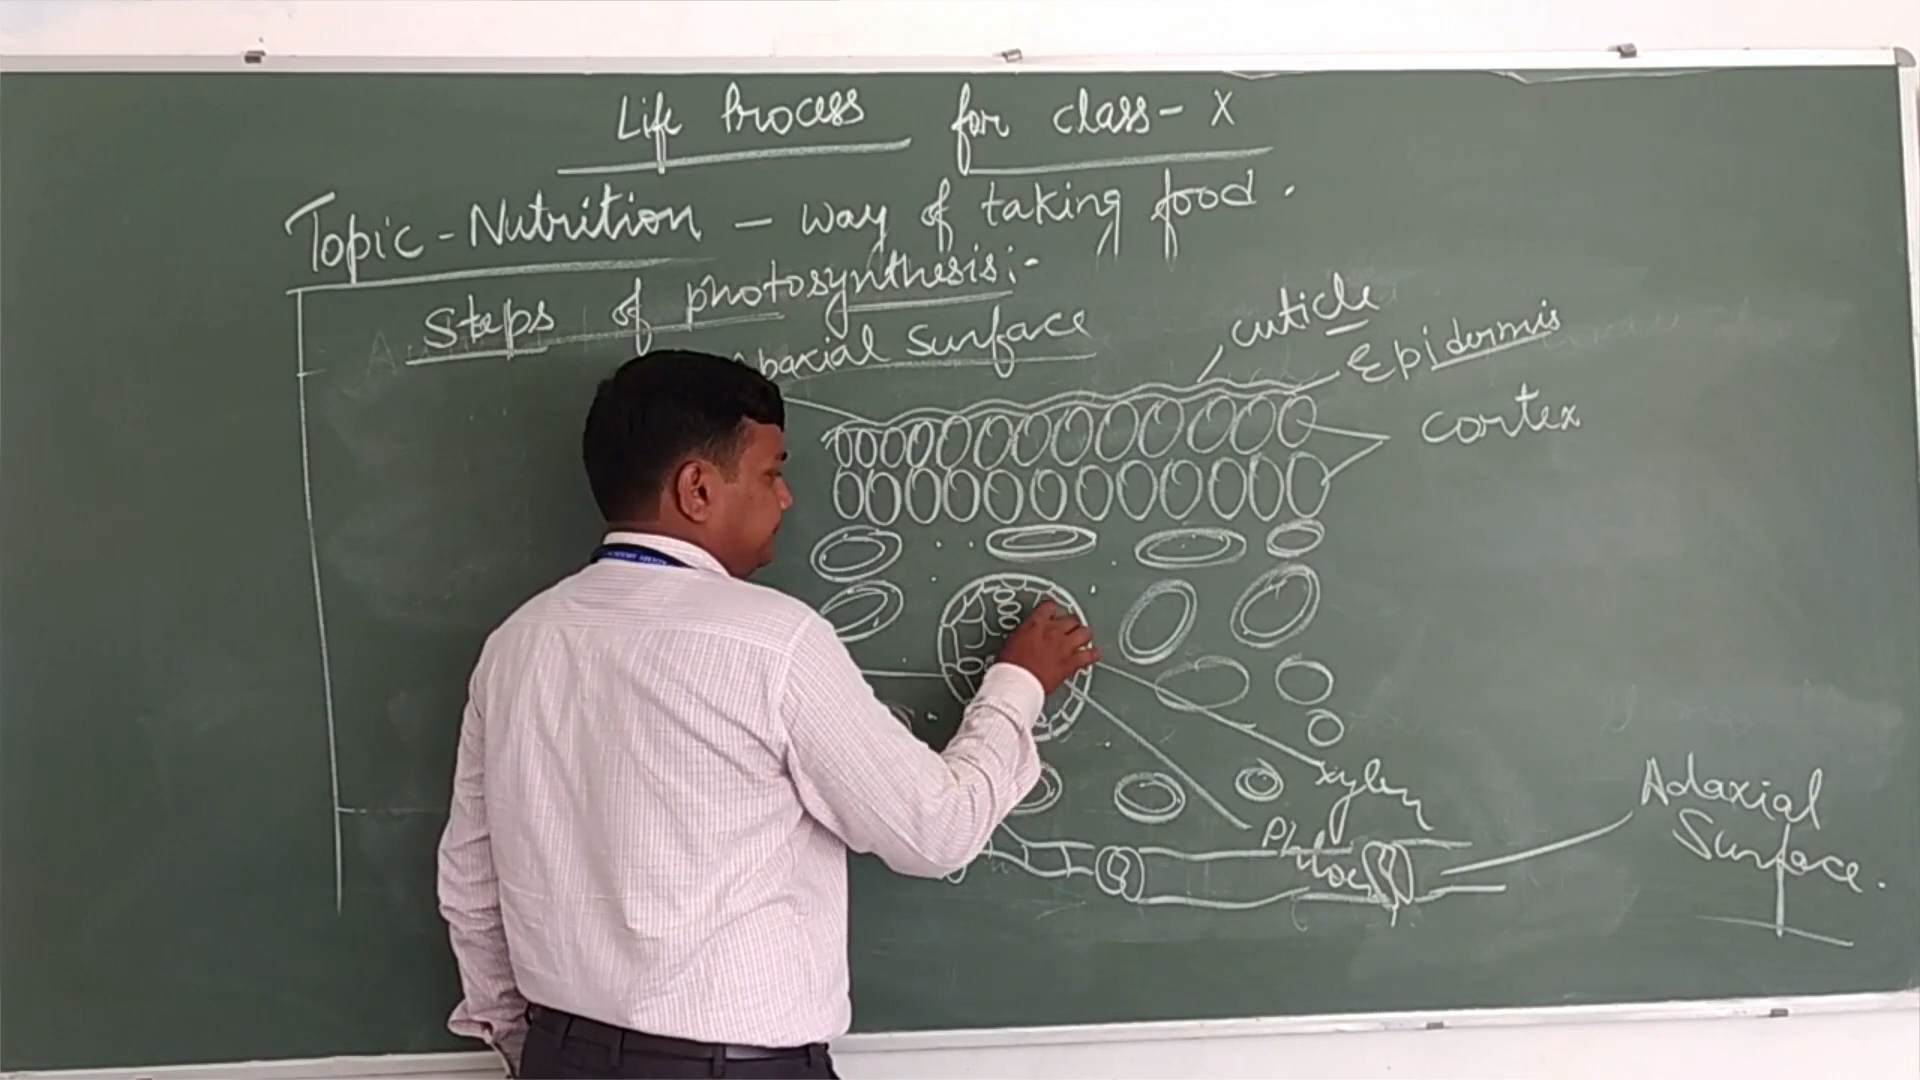 Life Process for class - X
Topic - Nutrition - way of taking food.
Steps of photosynthesis:-
baxial Surface
cuticle
Epidermis
cortex
xylem
Phloem
Adaxial
Surface.